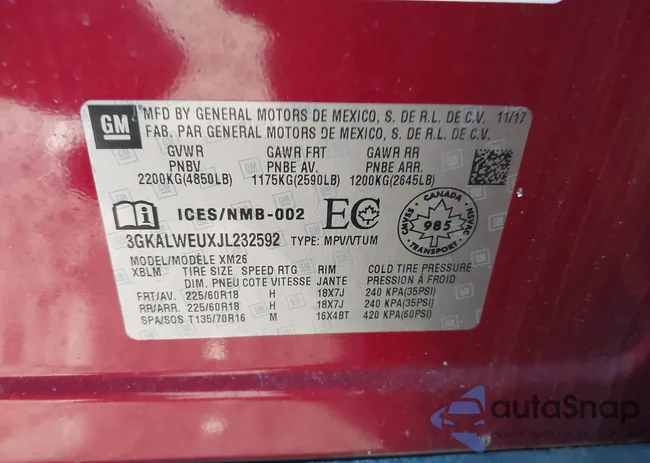 GM
MFD BY GENERAL MOTORS DE MEXICO, S. DE R.L. DE C.V. 11/17
FAB. PAR GENERAL MOTORS DE MEXICO, S. DE R.L. DE C.V.
GVWR GAWR FRT GAWR RR
PNBV PNBE AV. PNBE ARR.
2200KG(4850LB) 1175KG(2590LB) 1200KG(2645LB)
ICES/NMB-002 EC
CANADA
CMVSS 985 NSVAC
TRANSPORT
3GKALWEUXJL232592 TYPE: MPV/VTUM
MODEL/MODÈLE XM26
XBLM TIRE SIZE SPEED RTG RIM COLD TIRE PRESSURE
DIM. PNEU COTE VITESSE JANTE PRESSION À FROID
FRT/AV. 225/60R18 H 18X7J 240 KPA(35PSI)
RR/ARR. 225/60R18 H 18X7J 240 KPA(35PSI)
SPA/SOS T135/70R16 M 16X4BT 420 KPA(60PSI)
autoSnap